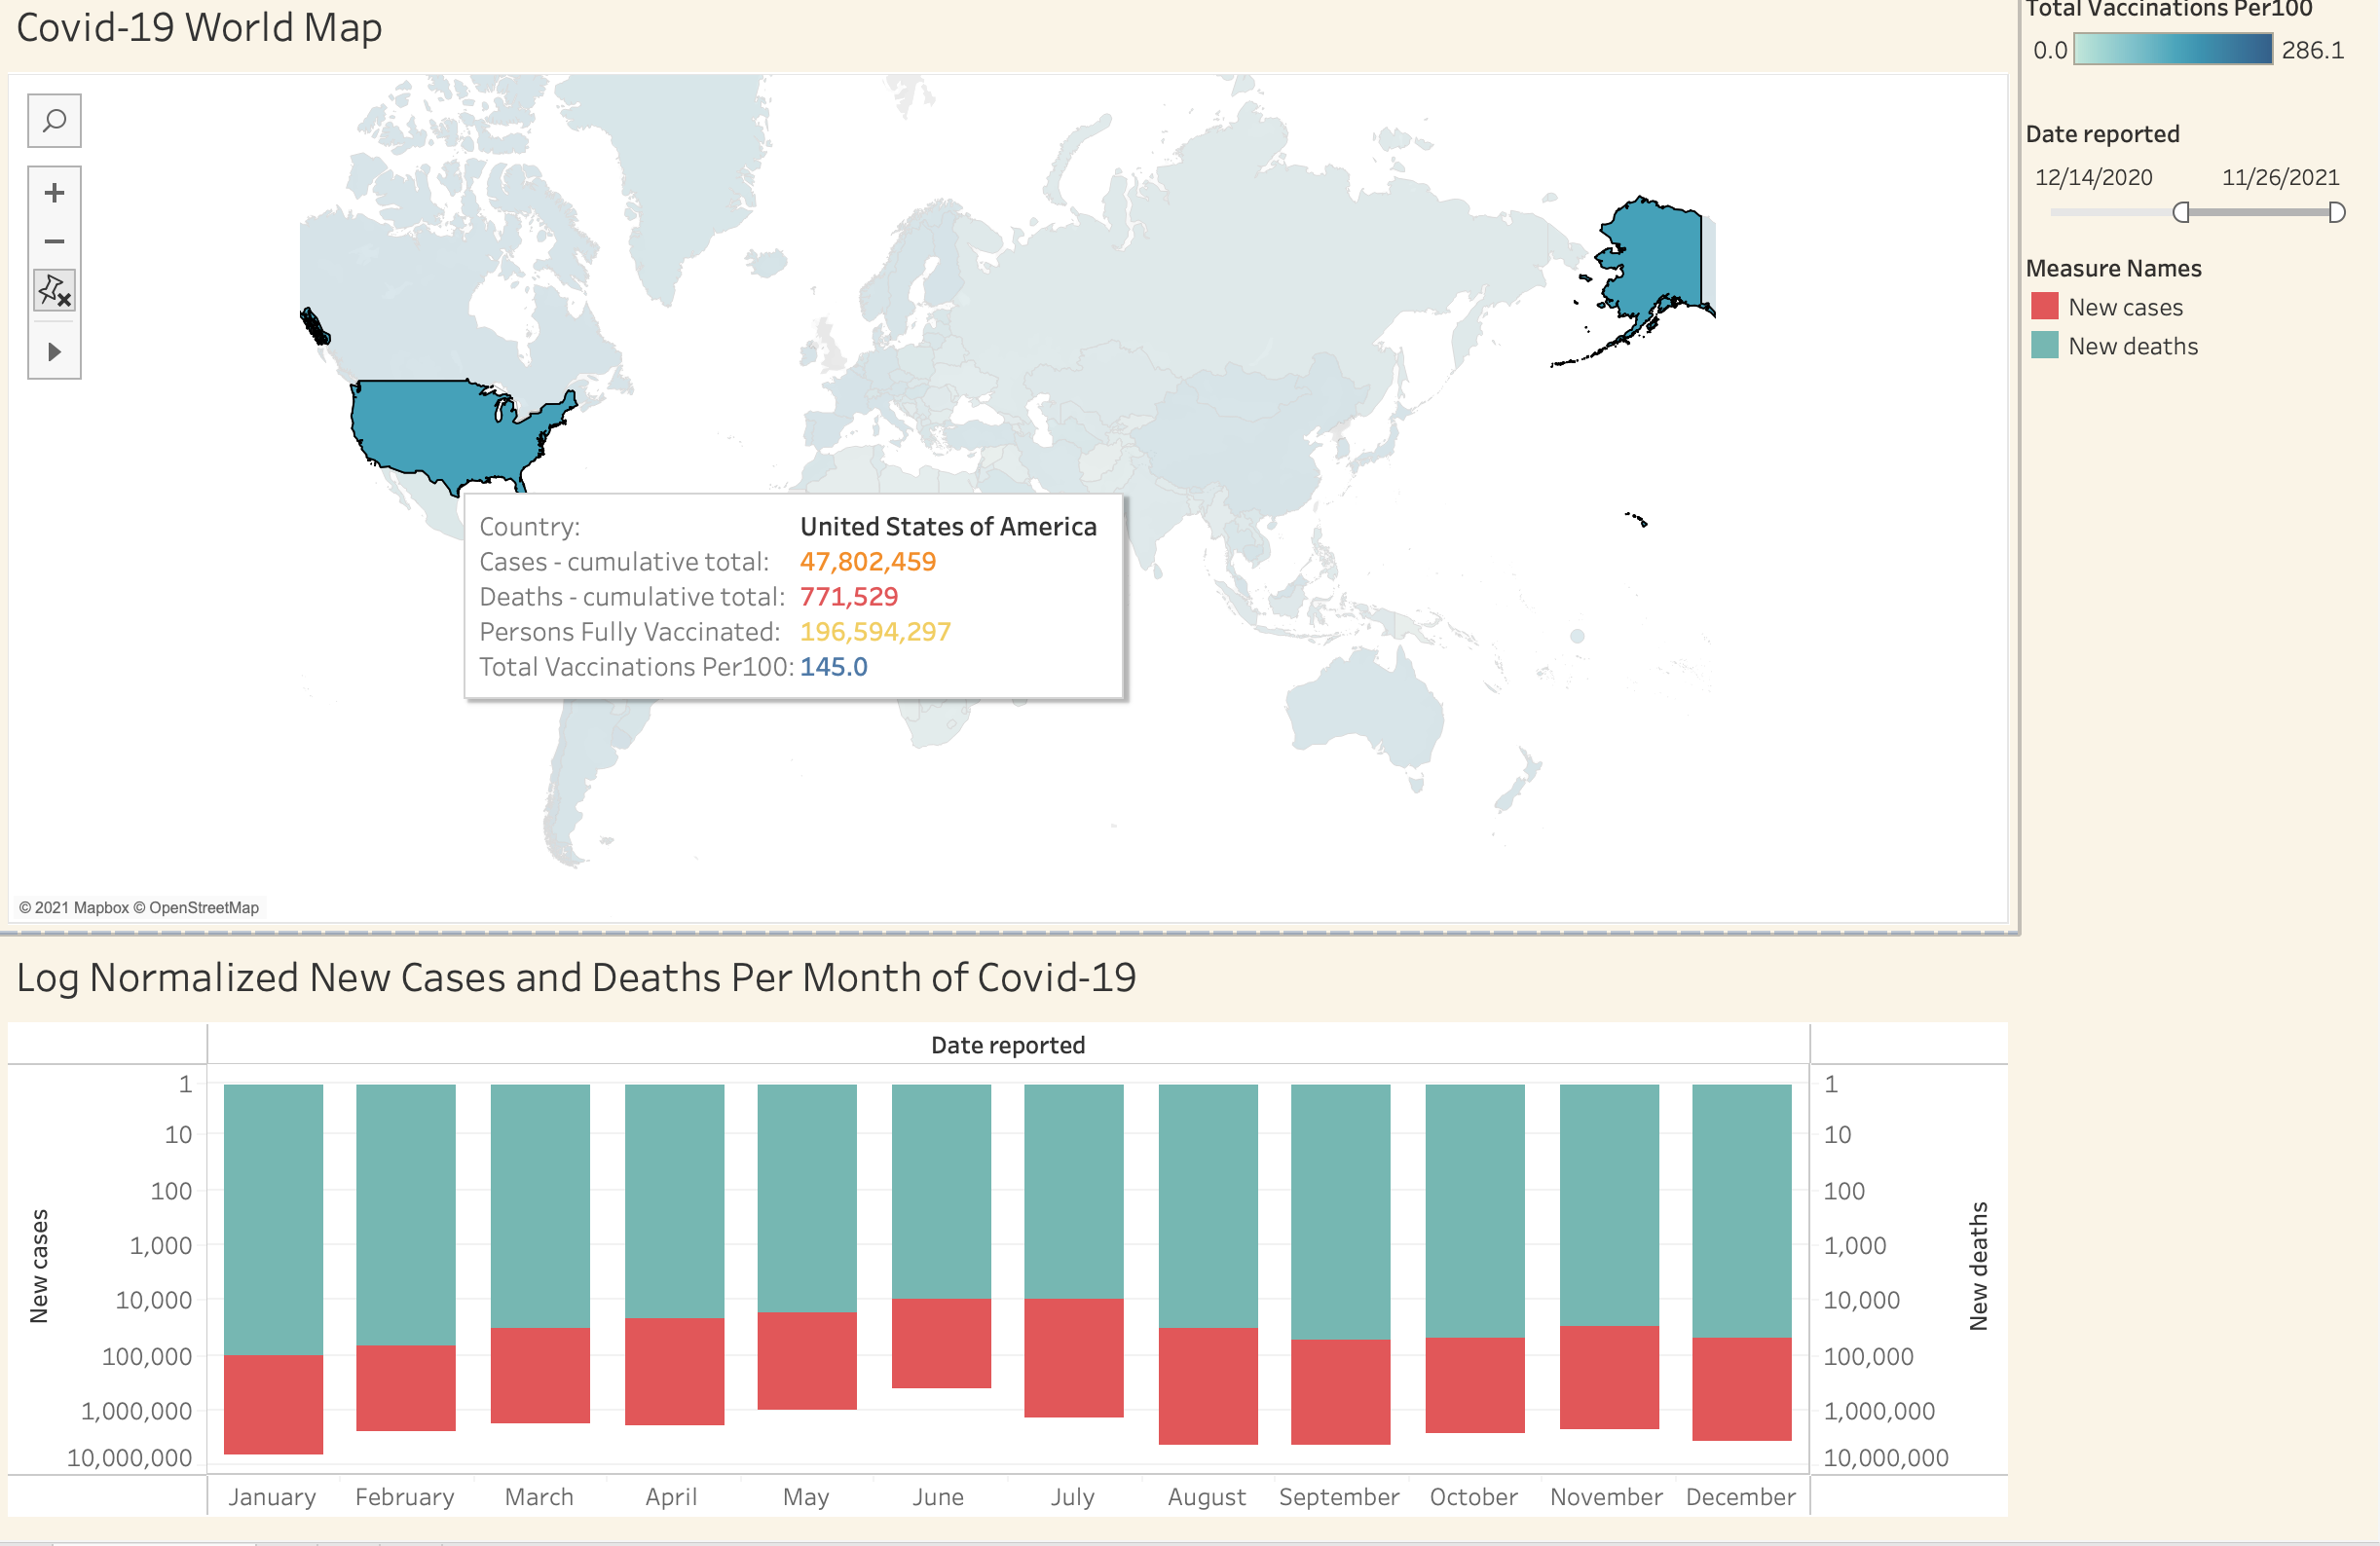 Covid-19 World Map
Total Vaccinations Per100
0.0 286.1
Date reported
12/14/2020 11/26/2021
Measure Names
New cases
New deaths
Country: United States of America
Cases - cumulative total: 47,802,459
Deaths - cumulative total: 771,529
Persons Fully Vaccinated: 196,594,297
Total Vaccinations Per100: 145.0
© 2021 Mapbox © OpenStreetMap
Log Normalized New Cases and Deaths Per Month of Covid-19
Date reported
New cases
1
10
100
1,000
10,000
100,000
1,000,000
10,000,000
1
10
100
1,000
10,000
100,000
1,000,000
10,000,000
New deaths
January February March April May June July August September October November December